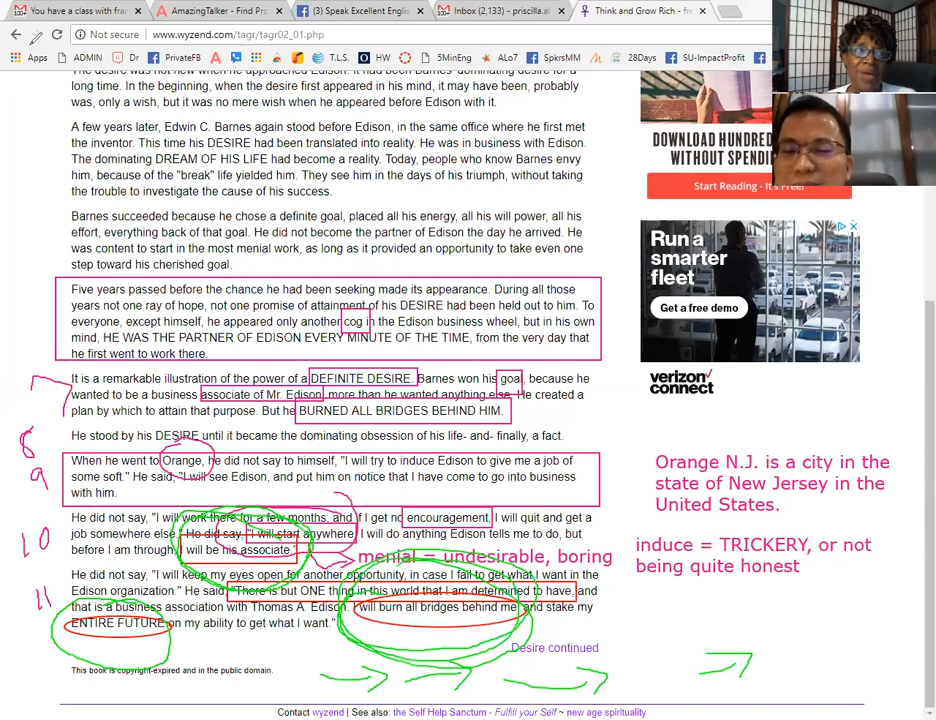 You have a class with fran
AmazingTalker - Find Pro
(3) Speak Excellent Englis
Inbox (2,133) - priscilla.ak
Think and Grow Rich - fre
Not secure | www.wyzend.com/tagr/tagr02_01.php
Apps ADMIN Dr PrivateFB T.L.S. OW HW 5MinEng ALo7 SpkrsMM 28Days SU-ImpactProfit
The desire was not new when he approached Edison. It had been Barnes' dominating desire for a
long time. In the beginning, when the desire first appeared in his mind, it may have been, probably
was, only a wish, but it was no mere wish when he appeared before Edison with it.
A few years later, Edwin C. Barnes again stood before Edison, in the same office where he first met
the inventor. This time his DESIRE had been translated into reality. He was in business with Edison.
The dominating DREAM OF HIS LIFE had become a reality. Today, people who know Barnes envy
him, because of the "break" life yielded him. They see him in the days of his triumph, without taking
the trouble to investigate the cause of his success.
Barnes succeeded because he chose a definite goal, placed all his energy, all his will power, all his
effort, everything back of that goal. He did not become the partner of Edison the day he arrived. He
was content to start in the most menial work, as long as it provided an opportunity to take even one
step toward his cherished goal.
Five years passed before the chance he had been seeking made its appearance. During all those
years not one ray of hope, not one promise of attainment of his DESIRE had been held out to him. To
everyone, except himself, he appeared only another cog in the Edison business wheel, but in his own
mind, HE WAS THE PARTNER OF EDISON EVERY MINUTE OF THE TIME, from the very day that
he first went to work there.
7
It is a remarkable illustration of the power of a DEFINITE DESIRE. Barnes won his goal, because he
wanted to be a business associate of Mr. Edison, more than he wanted anything else. He created a
plan by which to attain that purpose. But he BURNED ALL BRIDGES BEHIND HIM.
8
He stood by his DESIRE until it became the dominating obsession of his life- and- finally, a fact.
9
When he went to Orange, he did not say to himself, "I will try to induce Edison to give me a job of
some soft." He said, "I will see Edison, and put him on notice that I have come to go into business
with him.
10
He did not say, "I will work there for a few months, and if I get no encouragement, I will quit and get a
job somewhere else." He did say, "I will start anywhere. I will do anything Edison tells me to do, but
before I am through, I will be his associate."
menial = undesirable, boring
11
He did not say, "I will keep my eyes open for another opportunity, in case I fail to get what I want in the
Edison organization." He said, "There is but ONE thing in this world that I am determined to have, and
that is a business association with Thomas A. Edison. I will burn all bridges behind me, and stake my
ENTIRE FUTURE on my ability to get what I want."
Desire continued
This book is copyright-expired and in the public domain.
Contact wyzend | See also: the Self Help Sanctum - Fulfill your Self ~ new age spirituality
DOWNLOAD HUNDRED
WITHOUT SPENDIN
Start Reading - It's Free!
Run a
smarter
fleet
Get a free demo
verizon
connect
Orange N.J. is a city in the
state of New Jersey in the
United States.
induce = TRICKERY, or not
being quite honest